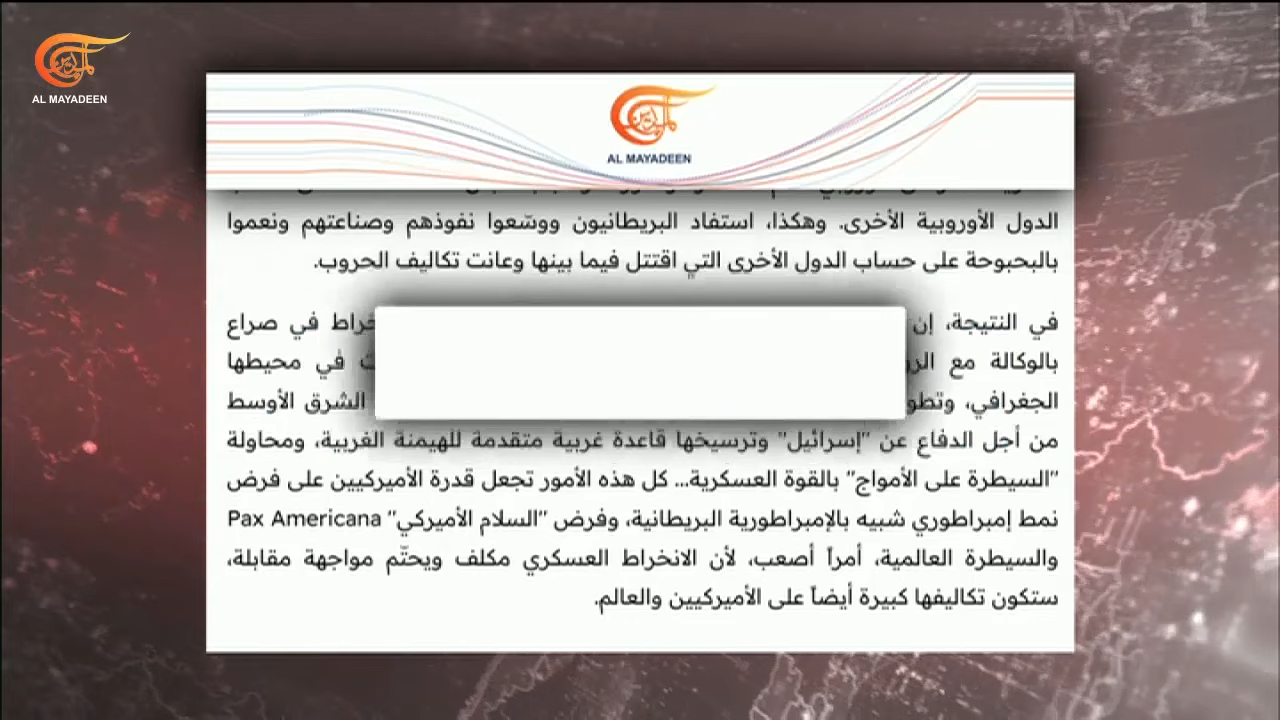 AL MAYADEEN
AL MAYADEEN
الدول الأوروبية الأخرى. وهكذا، استفاد البريطانيون ووسّعوا نفوذهم وصناعتهم ونعموا
بالبحبوحة على حساب الدول الأخرى التي اقتتل فيما بينها وعانت تكاليف الحروب.
في النتيجة، إن في صراع
بالوكالة مع في محيطها
الجغرافي، الشرق الأوسط
من أجل الدفاع عن "إسرائيل" وترسيخها قاعدة غربية متقدمة للهيمنة الغربية، ومحاولة
"السيطرة على الأمواج" بالقوة العسكرية... كل هذه الأمور تجعل قدرة الأميركيين على فرض
نمط إمبراطوري شبيه بالإمبراطورية البريطانية، وفرض "السلام الأميركي" Pax Americana
والسيطرة العالمية، أمراً أصعب، لأن الانخراط العسكري مكلف ويحتّم مواجهة مقابلة،
ستكون تكاليفها كبيرة أيضاً على الأميركيين والعالم.